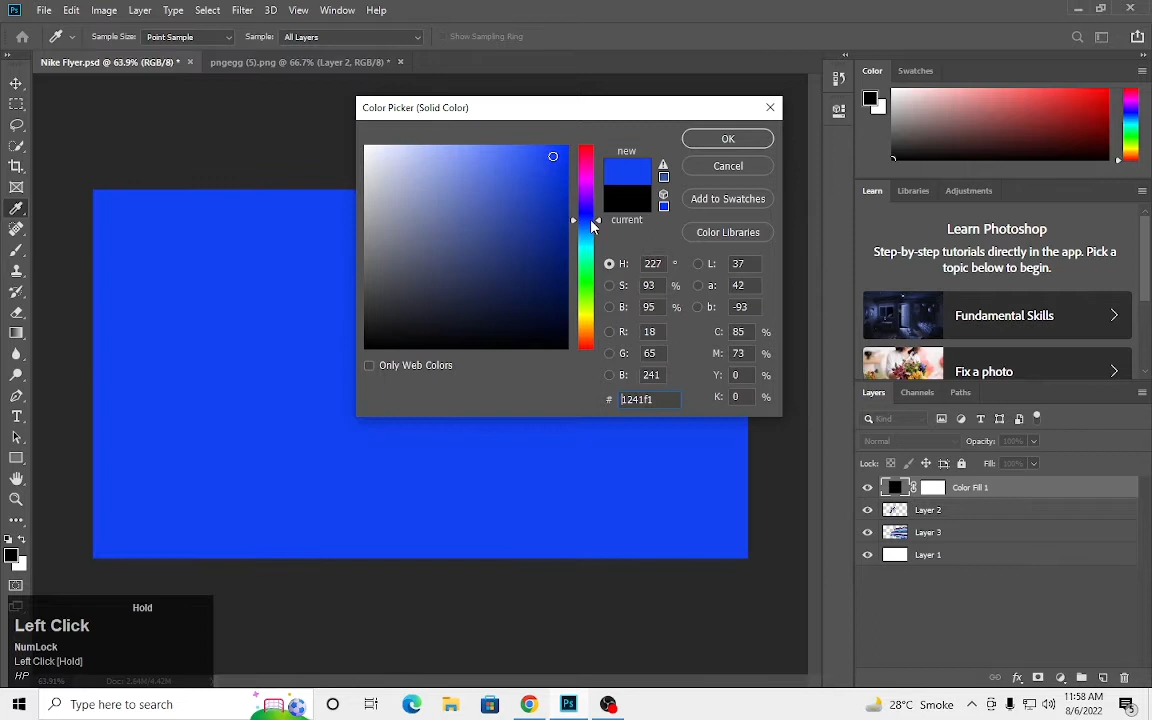 Ps File Edit Image Layer Type Select Filter 3D View Window Help
Sample Size: Point Sample Sample: All Layers Show Sampling Ring
Nike Flyer.psd @ 63.9% (RGB/8) * × pngegg (5).png @ 66.7% (Layer 2, RGB/8) * ×
Color Swatches
Color Picker (Solid Color)
new
current
OK
Cancel
Add to Swatches
Color Libraries
H: 227 ° L: 37
S: 93 % a: 42
B: 95 % b: -93
R: 18 C: 85 %
G: 65 M: 73 %
B: 241 Y: 0 %
# 1241f1 K: 0 %
Only Web Colors
Learn Libraries Adjustments
Learn Photoshop
Step-by-step tutorials directly in the app. Pick a
topic below to begin.
Fundamental Skills
Fix a photo
Layers Channels Paths
Kind
Normal Opacity: 100%
Lock: Fill: 100%
Color Fill 1
Layer 2
Layer 3
Layer 1
Hold
Left Click
NumLock
Left Click [Hold]
HP
63.91% Doc: 2.84M/4.42M
Type here to search
Ps
28°C Smoke
11:58 AM
8/6/2022
5